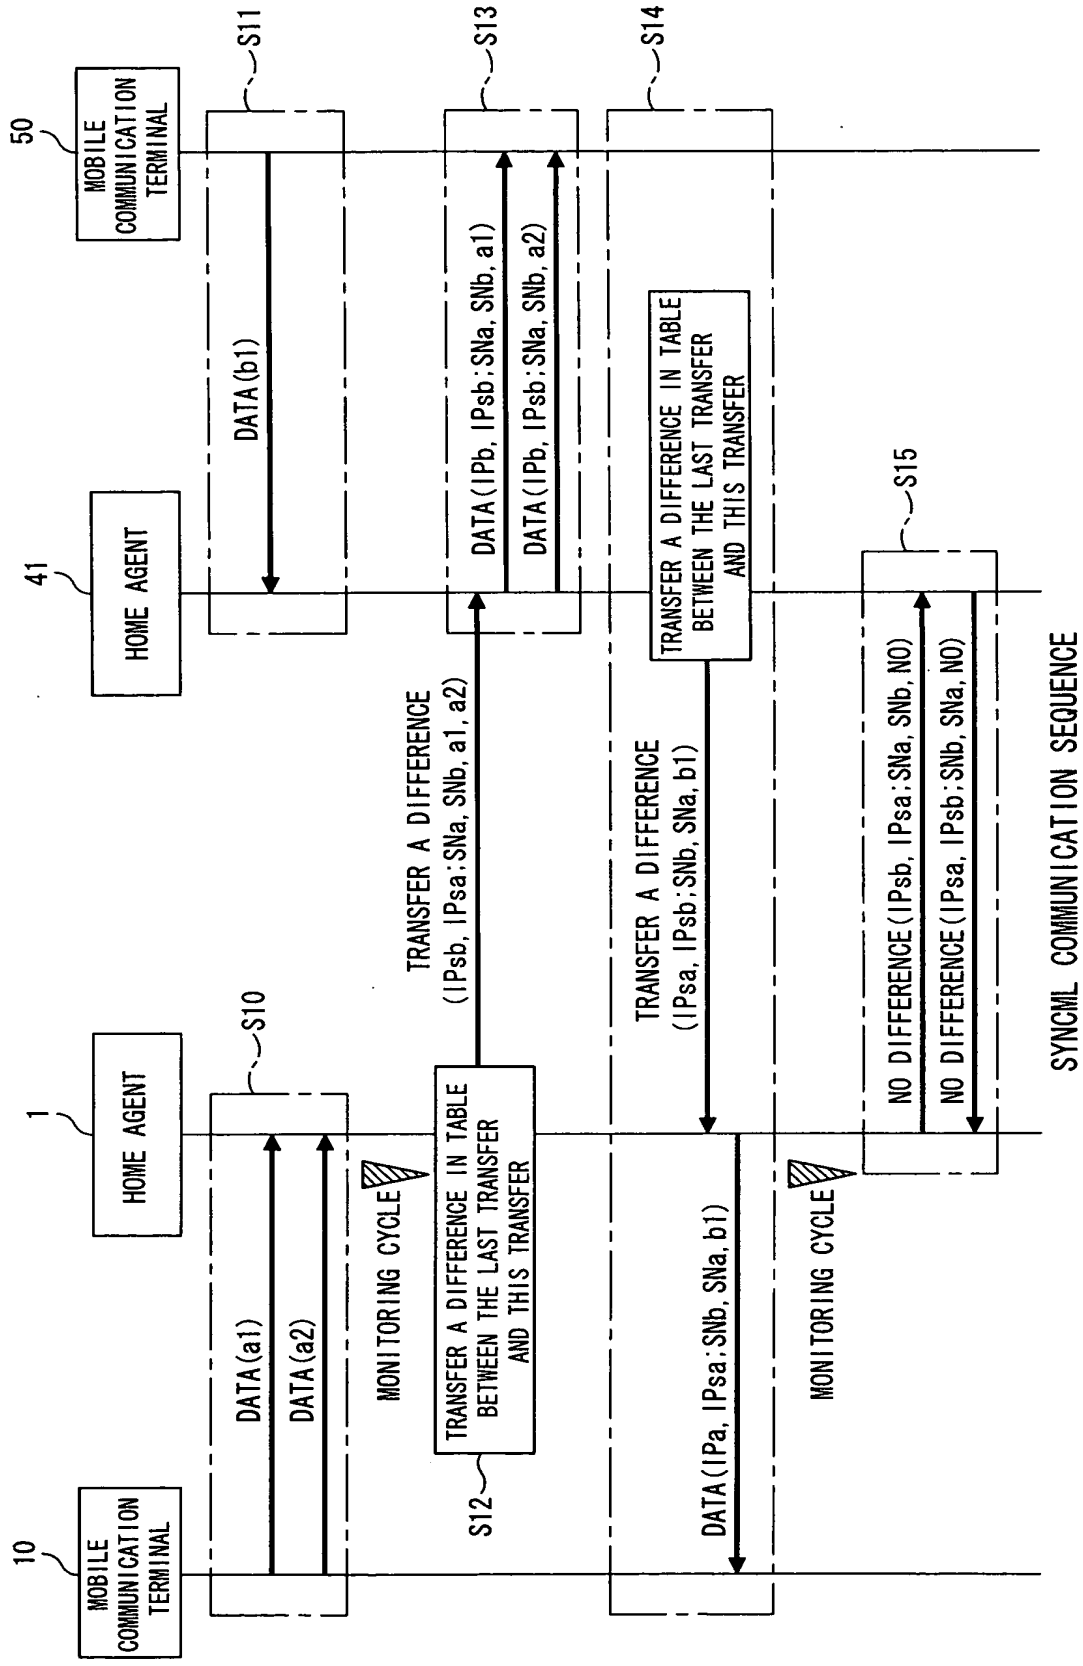 10
MOBILE
COMMUNICATION
TERMINAL
1
HOME AGENT
41
HOME AGENT
50
MOBILE
COMMUNICATION
TERMINAL
S10
DATA(a1)
DATA(a2)
S11
DATA(b1)
MONITORING CYCLE
S12
TRANSFER A DIFFERENCE IN TABLE
BETWEEN THE LAST TRANSFER
AND THIS TRANSFER
TRANSFER A DIFFERENCE
(IPsb, IPsa;SNa, SNb, a1, a2)
S13
DATA(IPb, IPsb;SNa, SNb, a1)
DATA(IPb, IPsb;SNa, SNb, a2)
S14
TRANSFER A DIFFERENCE IN TABLE
BETWEEN THE LAST TRANSFER
AND THIS TRANSFER
TRANSFER A DIFFERENCE
(IPsa, IPsb;SNb, SNa, b1)
DATA(IPa, IPsa;SNb, SNa, b1)
MONITORING CYCLE
S15
NO DIFFERENCE(IPsb, IPsa;SNa, SNb, NO)
NO DIFFERENCE(IPsa, IPsb;SNb, SNa, NO)
SYNCML COMMUNICATION SEQUENCE